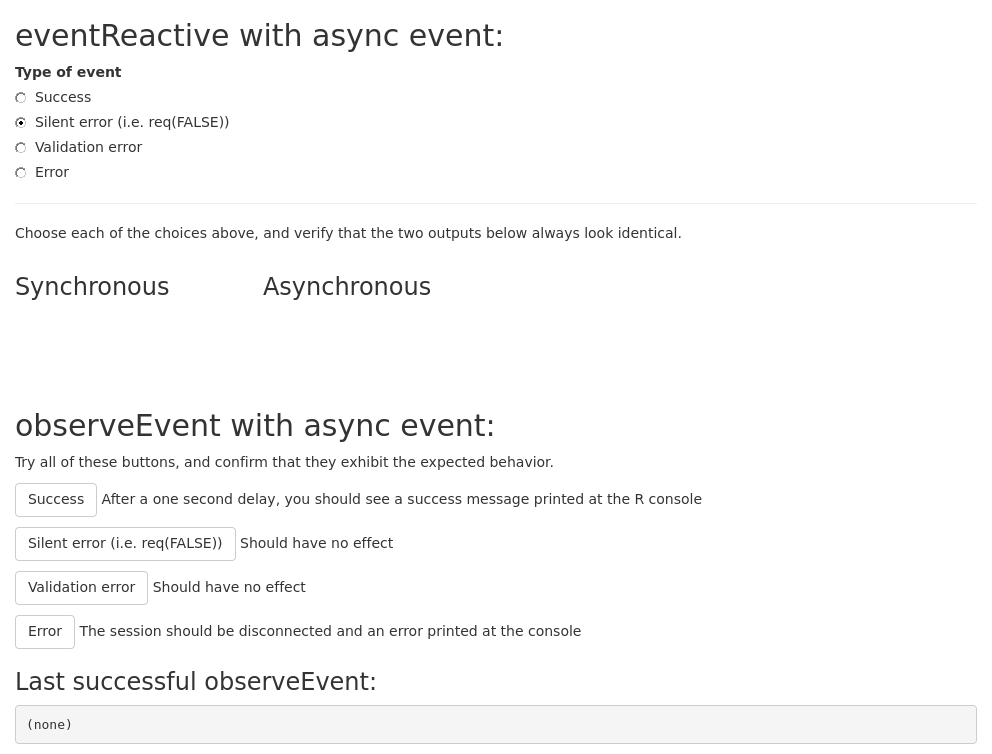 eventReactive with async event:
Type of event
Success
Silent error (i.e. req(FALSE))
Validation error
Error
Choose each of the choices above, and verify that the two outputs below always look identical.
Synchronous Asynchronous
observeEvent with async event:
Try all of these buttons, and confirm that they exhibit the expected behavior.
Success After a one second delay, you should see a success message printed at the R console
Silent error (i.e. req(FALSE)) Should have no effect
Validation error Should have no effect
Error The session should be disconnected and an error printed at the console
Last successful observeEvent:
(none)